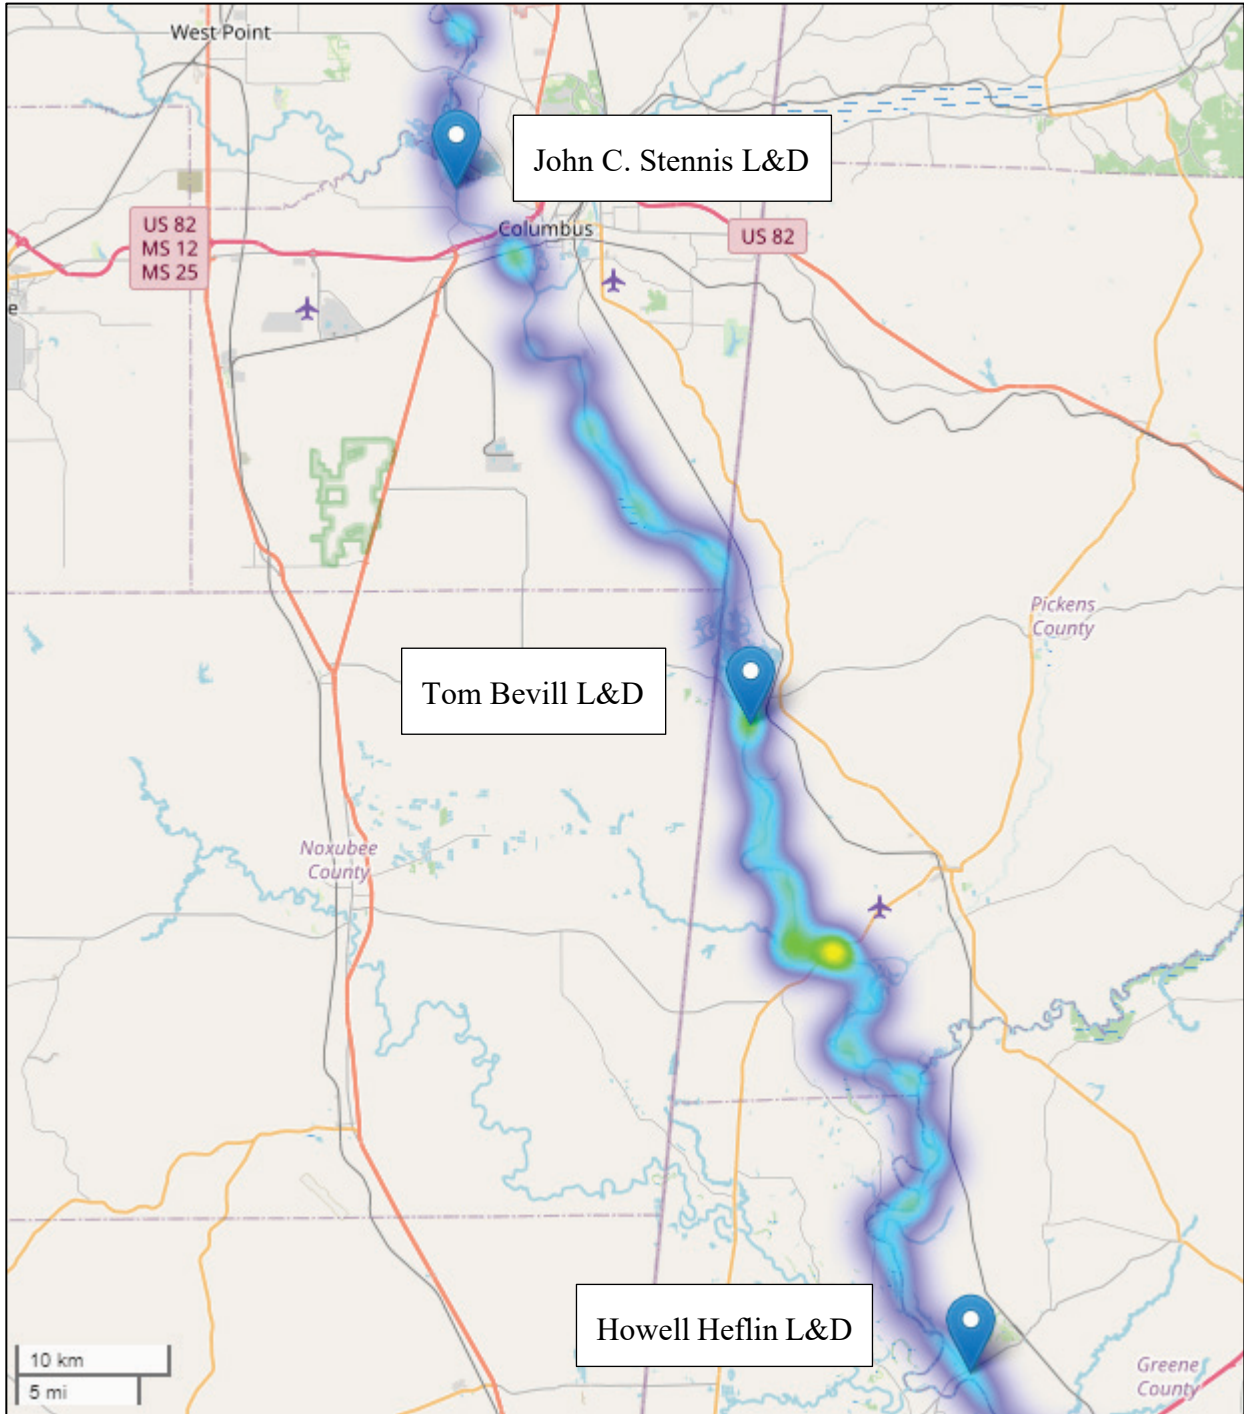 West Point
John C. Stennis L&D
US 82
MS 12
MS 25
Columbus
US 82
e
Pickens
County
Tom Bevill L&D
Noxubee
County
Howell Heflin L&D
10 km
5 mi
Greene
County